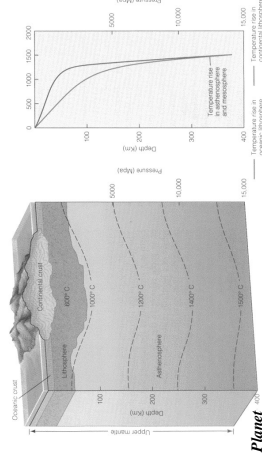 Planet
Oceanic crust
Continental crust
Lithosphere
Asthenosphere
800° C
1000° C
1200° C
1400° C
1600° C
Upper mantle
Depth (Km)
100
200
300
400
Pressure (Mpa)
5000
10,000
15,000
0
500
1000
1500
2000
Depth (Km)
100
200
300
400
Pressure (Mpa)
5000
10,000
15,000
Temperature rise
in asthenosphere
and mesosphere
Temperature rise in
oceanic lithosphere
Temperature rise in
continental lithosphere